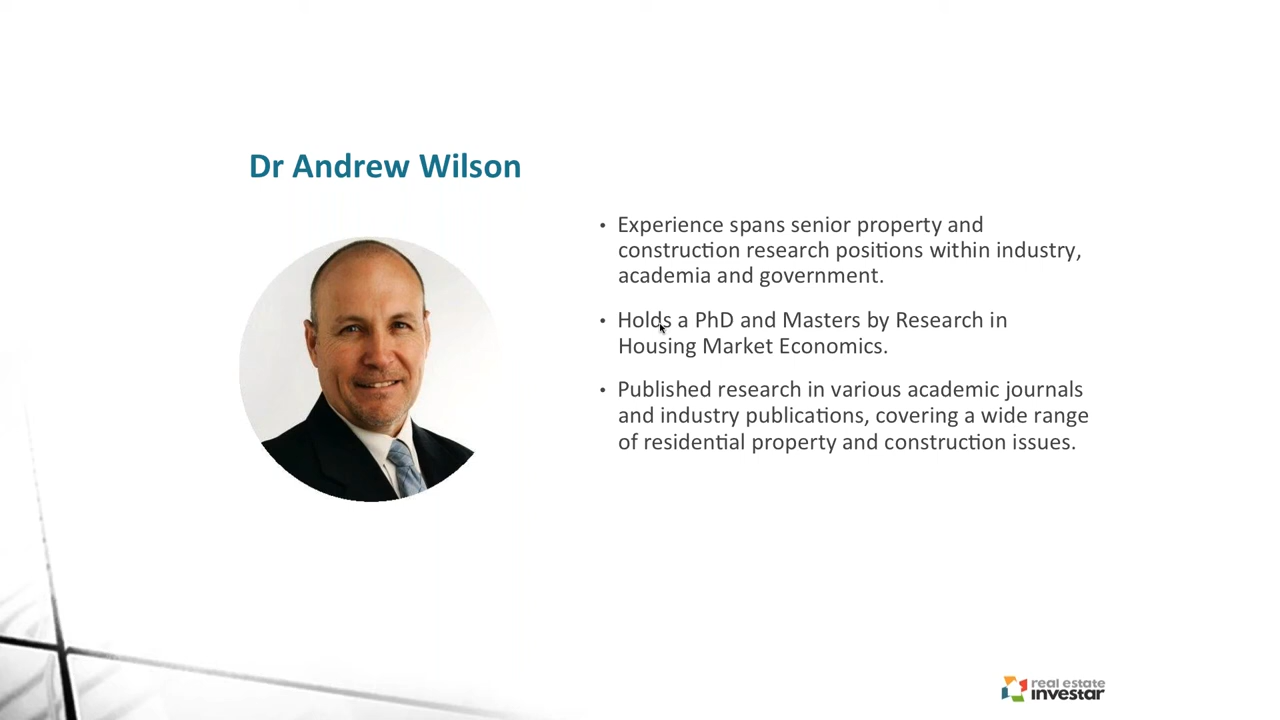 Dr Andrew Wilson
• Experience spans senior property and
construction research positions within industry,
academia and government.
• Holds a PhD and Masters by Research in
Housing Market Economics.
• Published research in various academic journals
and industry publications, covering a wide range
of residential property and construction issues.
real estate
investar